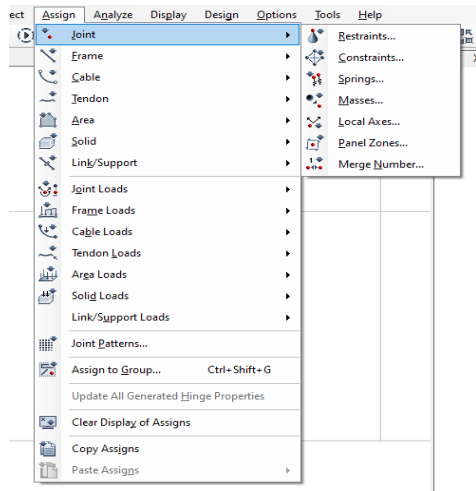 ect Assign Analyze Display Design Options Tools Help
Joint
Frame
Cable
Tendon
Area
Solid
Link/Support
Joint Loads
Frame Loads
Cable Loads
Tendon Loads
Area Loads
Solid Loads
Link/Support Loads
Joint Patterns...
Assign to Group... Ctrl+Shift+G
Update All Generated Hinge Properties
Clear Display of Assigns
Copy Assigns
Paste Assigns
Restraints...
Constraints...
Springs...
Masses...
Local Axes...
Panel Zones...
Merge Number...